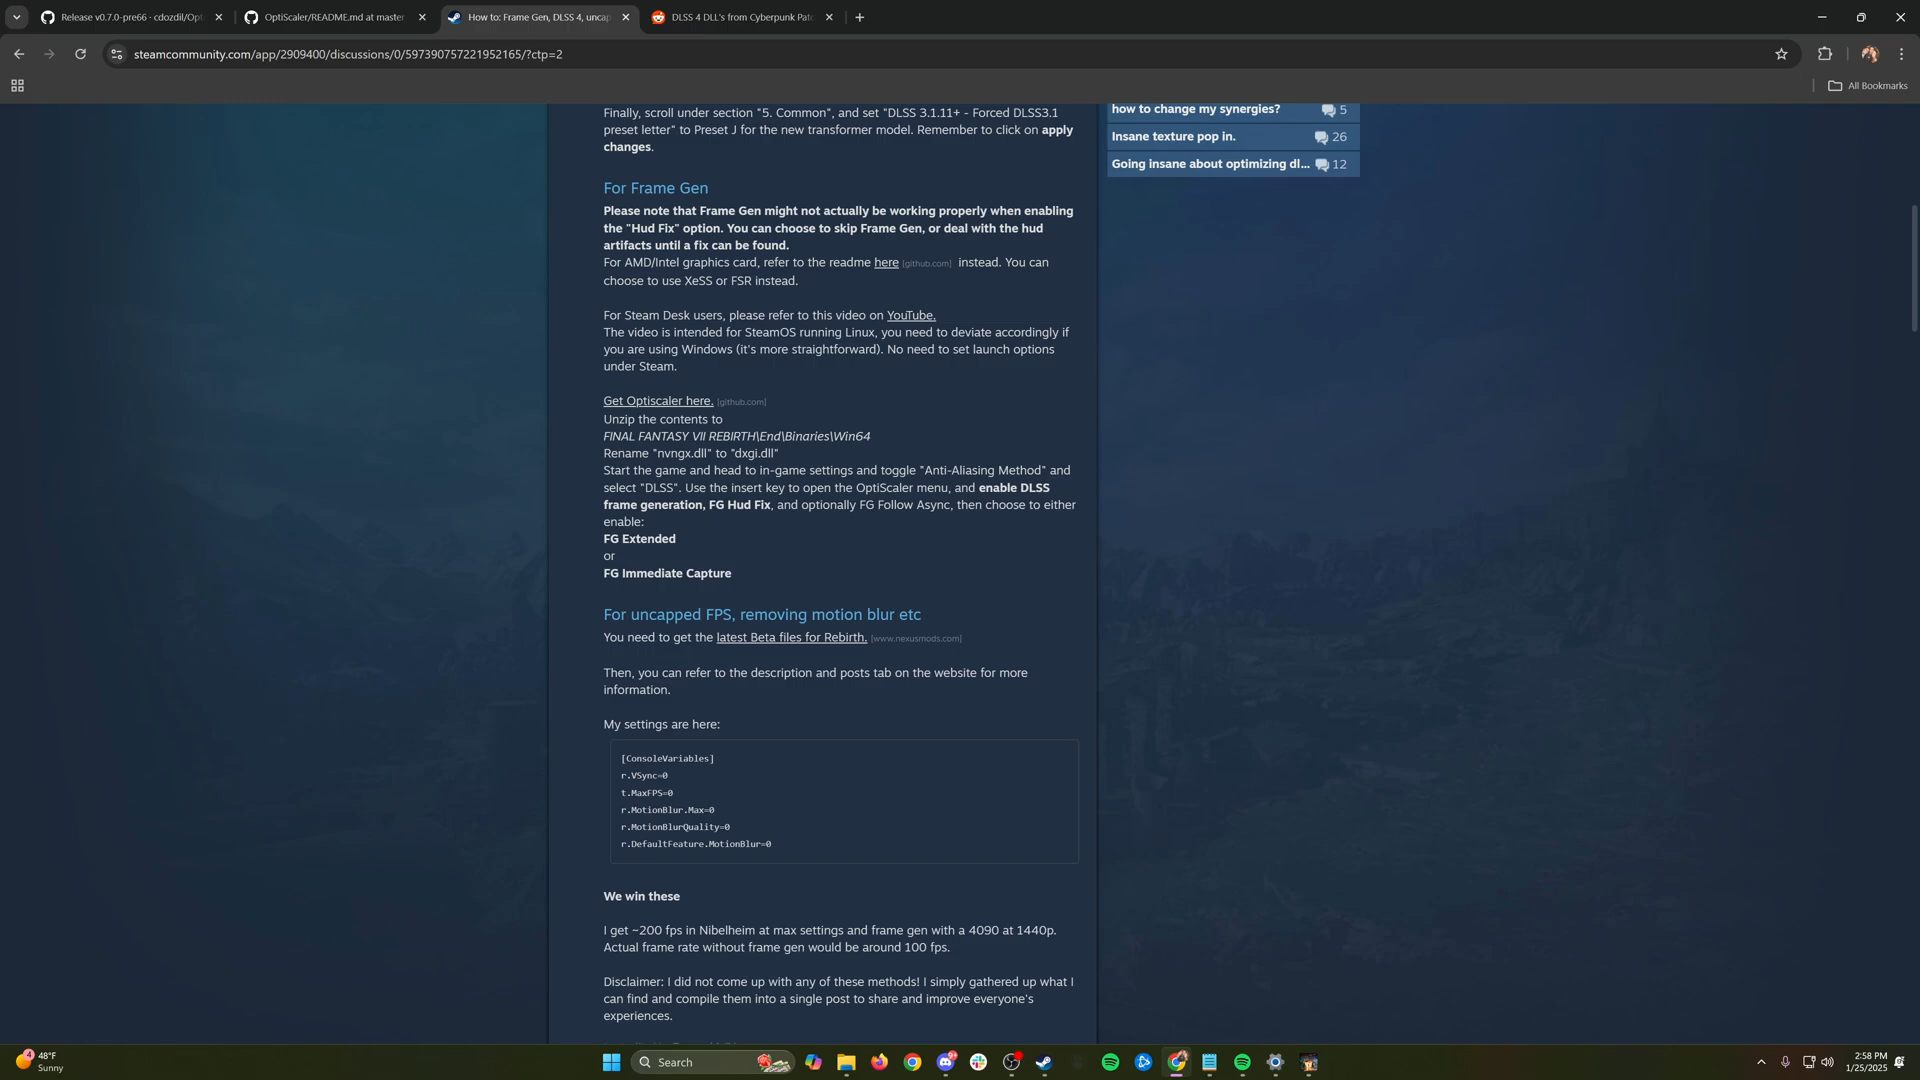 Release v0.7.0-pre66 · cdozdil/Opt
OptiScaler/README.md at master
How to: Frame Gen, DLSS 4, uncap
DLSS 4 DLL's from Cyberpunk Pat
steamcommunity.com/app/2909400/discussions/0/597390757221952165/?ctp=2
All Bookmarks
Finally, scroll under section "5. Common", and set "DLSS 3.1.11+ - Forced DLSS3.1
preset letter" to Preset J for the new transformer model. Remember to click on apply
changes.
For Frame Gen
Please note that Frame Gen might not actually be working properly when enabling
the "Hud Fix" option. You can choose to skip Frame Gen, or deal with the hud
artifacts until a fix can be found.
For AMD/Intel graphics card, refer to the readme here [github.com] instead. You can
choose to use XeSS or FSR instead.
For Steam Desk users, please refer to this video on YouTube.
The video is intended for SteamOS running Linux, you need to deviate accordingly if
you are using Windows (it's more straightforward). No need to set launch options
under Steam.
Get Optiscaler here. [github.com]
Unzip the contents to
FINAL FANTASY VII REBIRTH\End\Binaries\Win64
Rename "nvngx.dll" to "dxgi.dll"
Start the game and head to in-game settings and toggle "Anti-Aliasing Method" and
select "DLSS". Use the insert key to open the OptiScaler menu, and enable DLSS
frame generation, FG Hud Fix, and optionally FG Follow Async, then choose to either
enable:
FG Extended
or
FG Immediate Capture
For uncapped FPS, removing motion blur etc
You need to get the latest Beta files for Rebirth. [www.nexusmods.com]
Then, you can refer to the description and posts tab on the website for more
information.
My settings are here:
[ConsoleVariables]
r.VSync=0
t.MaxFPS=0
r.MotionBlur.Max=0
r.MotionBlurQuality=0
r.DefaultFeature.MotionBlur=0
We win these
I get ~200 fps in Nibelheim at max settings and frame gen with a 4090 at 1440p.
Actual frame rate without frame gen would be around 100 fps.
Disclaimer: I did not come up with any of these methods! I simply gathered up what I
can find and compile them into a single post to share and improve everyone's
experiences.
how to change my synergies? 5
Insane texture pop in. 26
Going insane about optimizing dl... 12
4
48°F
Sunny
Search
2:58 PM
1/25/2025